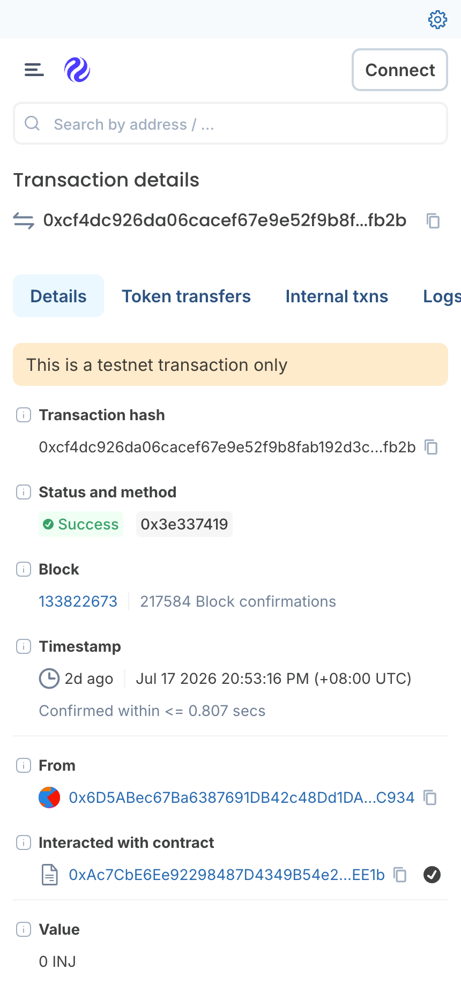 Connect
Search by address / ...
Transaction details
0xcf4dc926da06cacef67e9e52f9b8f...fb2b
Details Token transfers Internal txns Logs
This is a testnet transaction only
Transaction hash
0xcf4dc926da06cacef67e9e52f9b8fab192d3c...fb2b
Status and method
Success 0x3e337419
Block
133822673 217584 Block confirmations
Timestamp
2d ago Jul 17 2026 20:53:16 PM (+08:00 UTC)
Confirmed within <= 0.807 secs
From
0x6D5ABec67Ba6387691DB42c48Dd1DA...C934
Interacted with contract
0xAc7CbE6Ee92298487D4349B54e2...EE1b
Value
0 INJ